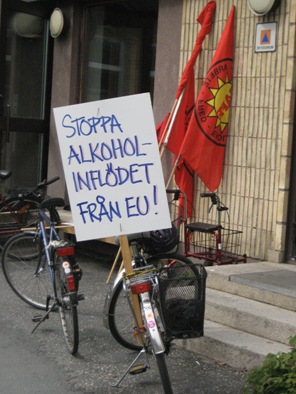 STOPPA
ALKOHOL-
INFLÖDET
FRÅN EU!